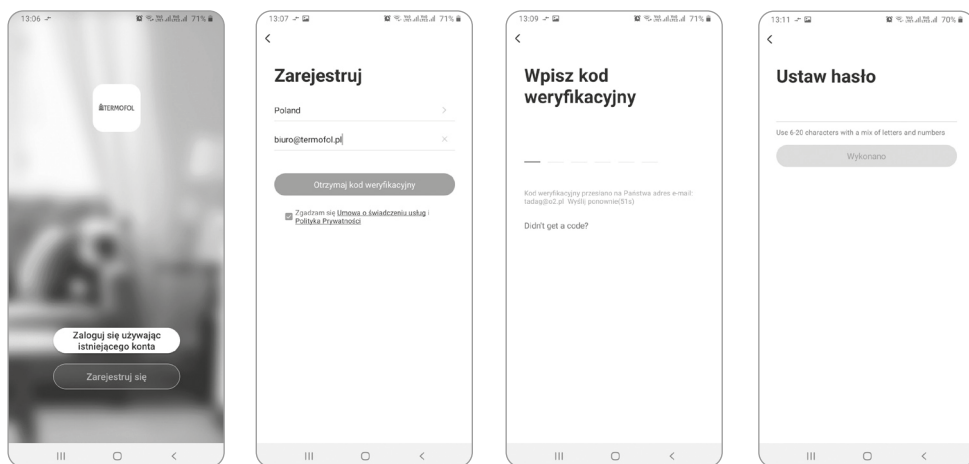 13:06
71%
TERMOFOL
Zaloguj się używając
istniejącego konta
Zarejestruj się
13:07
71%
Zarejestruj
Poland
biuro@termofol.pl
Otrzymaj kod weryfikacyjny
Zgadzam się Umowa o świadczeniu usług i
Polityka Prywatności
13:09
71%
Wpisz kod
weryfikacyjny
Kod weryfikacyjny przesłano na Państwa adres e-mail:
tadag@o2.pl Wyślij ponownie(51s)
Didn't get a code?
13:11
70%
Ustaw hasło
Use 6-20 characters with a mix of letters and numbers
Wykonano